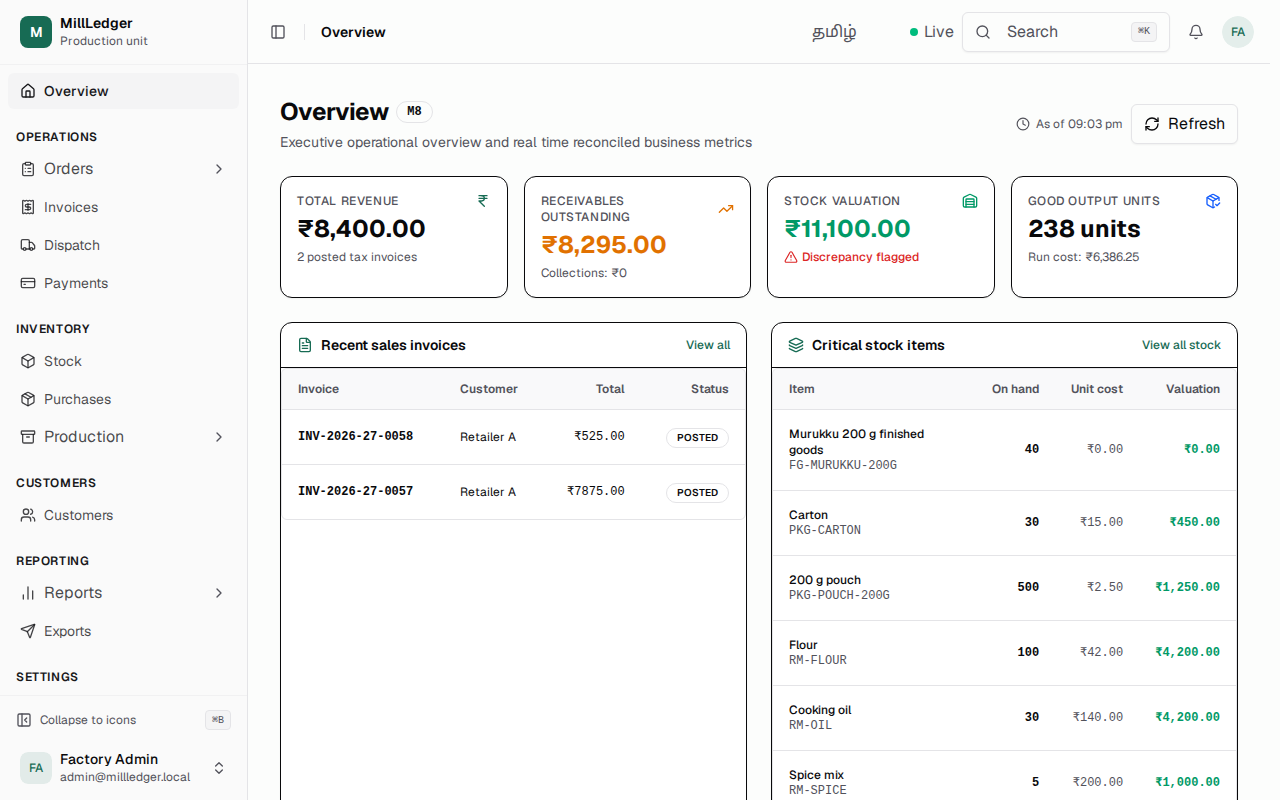 M
MillLedger
Production unit
Overview
OPERATIONS
Orders
Invoices
Dispatch
Payments
INVENTORY
Stock
Purchases
Production
CUSTOMERS
Customers
REPORTING
Reports
Exports
SETTINGS
Collapse to icons ⌘B
FA
Factory Admin
admin@millledger.local
Overview
தமிழ்
Live
Search ⌘K
FA
Overview M8
Executive operational overview and real time reconciled business metrics
As of 09:03 pm
Refresh
TOTAL REVENUE
₹8,400.00
2 posted tax invoices
RECEIVABLES
OUTSTANDING
₹8,295.00
Collections: ₹0
STOCK VALUATION
₹11,100.00
Discrepancy flagged
GOOD OUTPUT UNITS
238 units
Run cost: ₹6,386.25
Recent sales invoices View all
Invoice Customer Total Status
INV-2026-27-0058 Retailer A ₹525.00 POSTED
INV-2026-27-0057 Retailer A ₹7875.00 POSTED
Critical stock items View all stock
Item On hand Unit cost Valuation
Murukku 200 g finished
goods
FG-MURUKKU-200G
40 ₹0.00 ₹0.00
Carton
PKG-CARTON
30 ₹15.00 ₹450.00
200 g pouch
PKG-POUCH-200G
500 ₹2.50 ₹1,250.00
Flour
RM-FLOUR
100 ₹42.00 ₹4,200.00
Cooking oil
RM-OIL
30 ₹140.00 ₹4,200.00
Spice mix
RM-SPICE
5 ₹200.00 ₹1,000.00